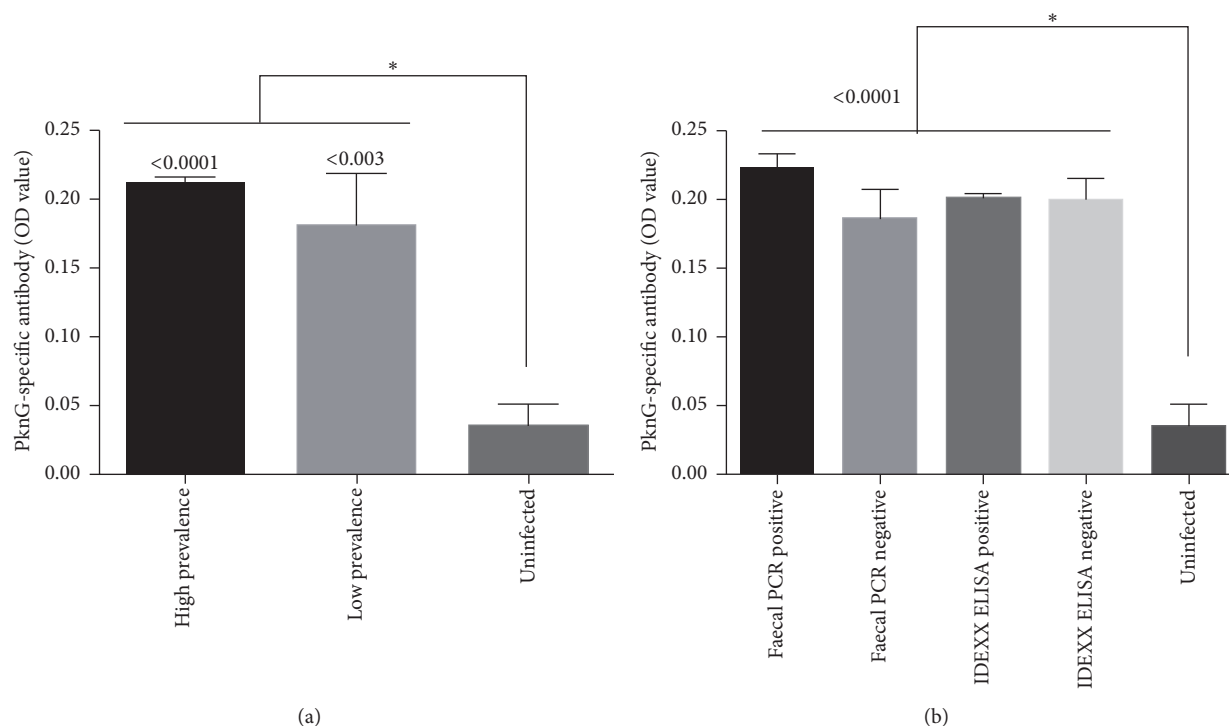 *
<0.0001
<0.003
PknG-specific antibody (OD value)
0.25
0.20
0.15
0.10
0.05
0.00
High prevalence
Low prevalence
Uninfected
(a)
*
<0.0001
PknG-specific antibody (OD value)
0.25
0.20
0.15
0.10
0.05
0.00
Faecal PCR positive
Faecal PCR negative
IDEXX ELISA positive
IDEXX ELISA negative
Uninfected
(b)